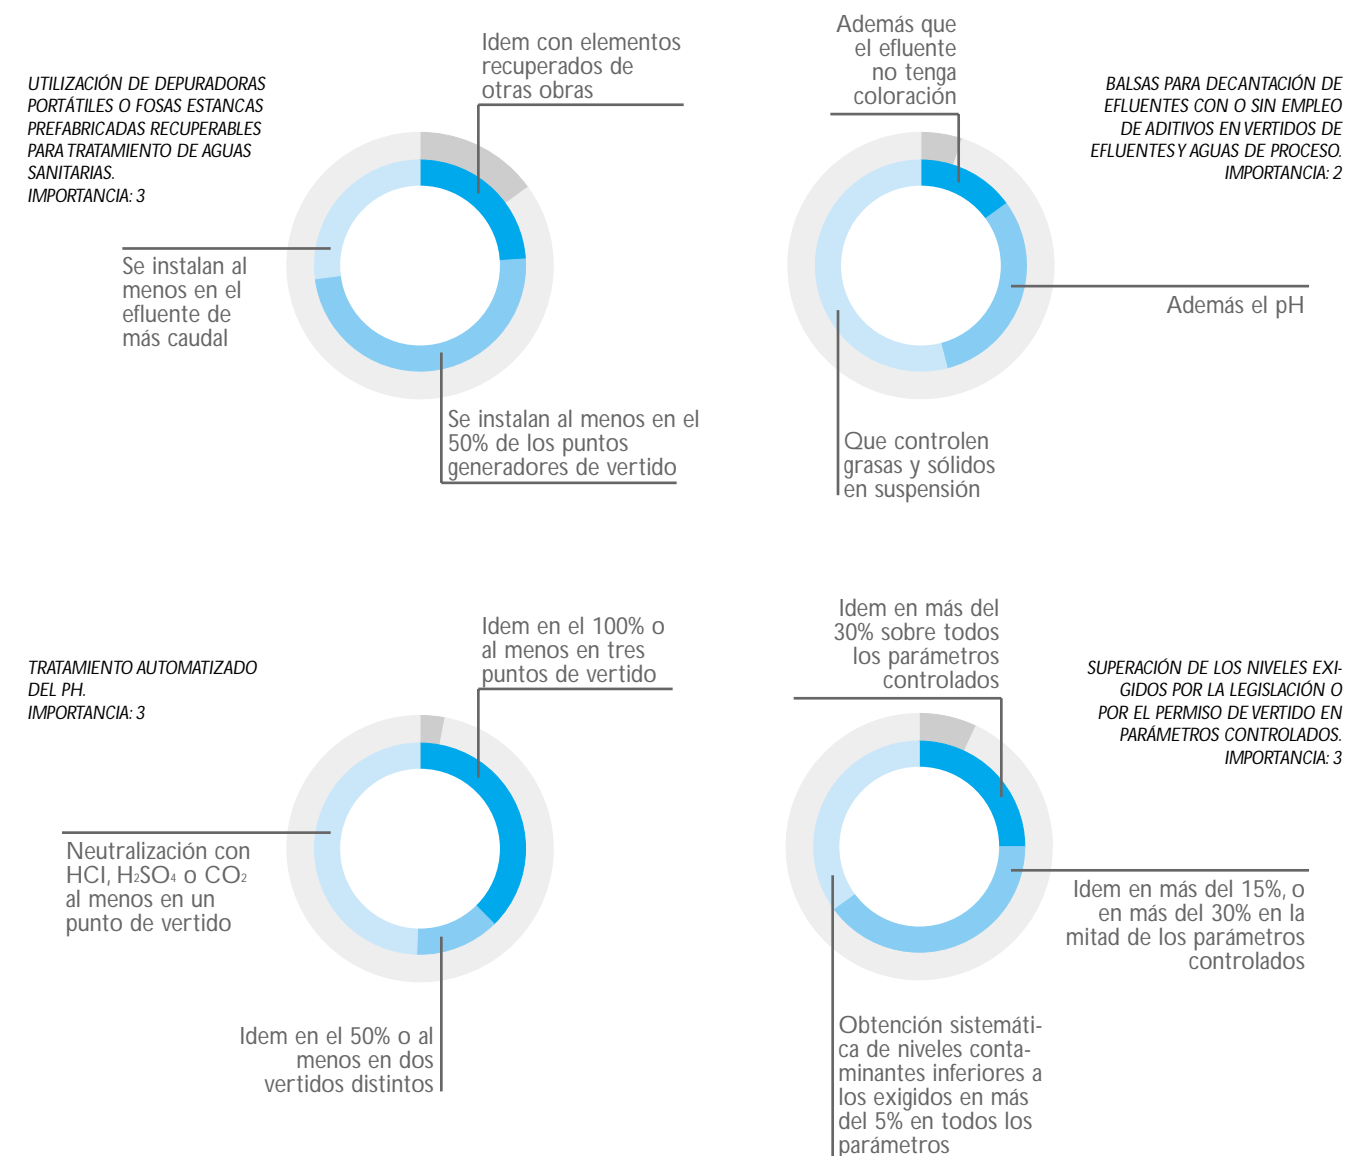 UTILIZACIÓN DE DEPURADORAS
PORTÁTILES O FOSAS ESTANCAS
PREFABRICADAS RECUPERABLES
PARA TRATAMIENTO DE AGUAS
SANITARIAS.
IMPORTANCIA: 3
Idem con elementos
recuperados de
otras obras
Se instalan al
menos en el
efluente de
más caudal
Se instalan al menos en el
50% de los puntos
generadores de vertido
Además que
el efluente
no tenga
coloración
BALSAS PARA DECANTACIÓN DE
EFLUENTES CON O SIN EMPLEO
DE ADITIVOS EN VERTIDOS DE
EFLUENTES Y AGUAS DE PROCESO.
IMPORTANCIA: 2
Además el pH
Que controlen
grasas y sólidos
en suspensión
TRATAMIENTO AUTOMATIZADO
DEL PH.
IMPORTANCIA: 3
Idem en el 100% o
al menos en tres
puntos de vertido
Neutralización con
HCl, H₂SO₄ o CO₂
al menos en un
punto de vertido
Idem en el 50% o al
menos en dos
vertidos distintos
Idem en más del
30% sobre todos
los parámetros
controlados
SUPERACIÓN DE LOS NIVELES EXI-
GIDOS POR LA LEGISLACIÓN O
POR EL PERMISO DE VERTIDO EN
PARÁMETROS CONTROLADOS.
IMPORTANCIA: 3
Idem en más del 15%, o
en más del 30% en la
mitad de los parámetros
controlados
Obtención sistemáti-
ca de niveles conta-
minantes inferiores a
los exigidos en más
del 5% en todos los
parámetros